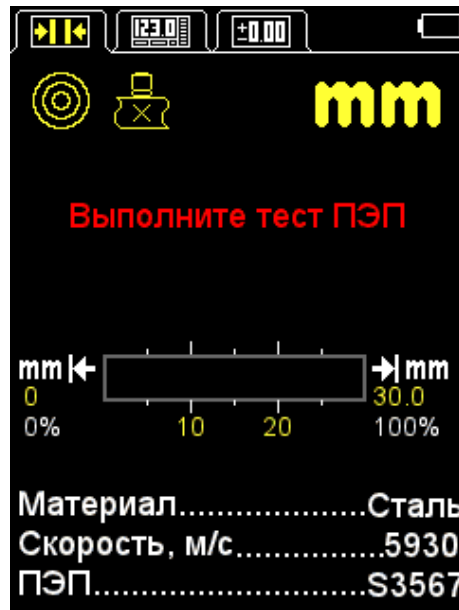 123.0 ±0.00
mm
Выполните тест ПЭП
mm mm
0 30.0
0% 10 20 100%
Материал....................Сталь
Скорость, м/с................5930
ПЭП.............................S3567